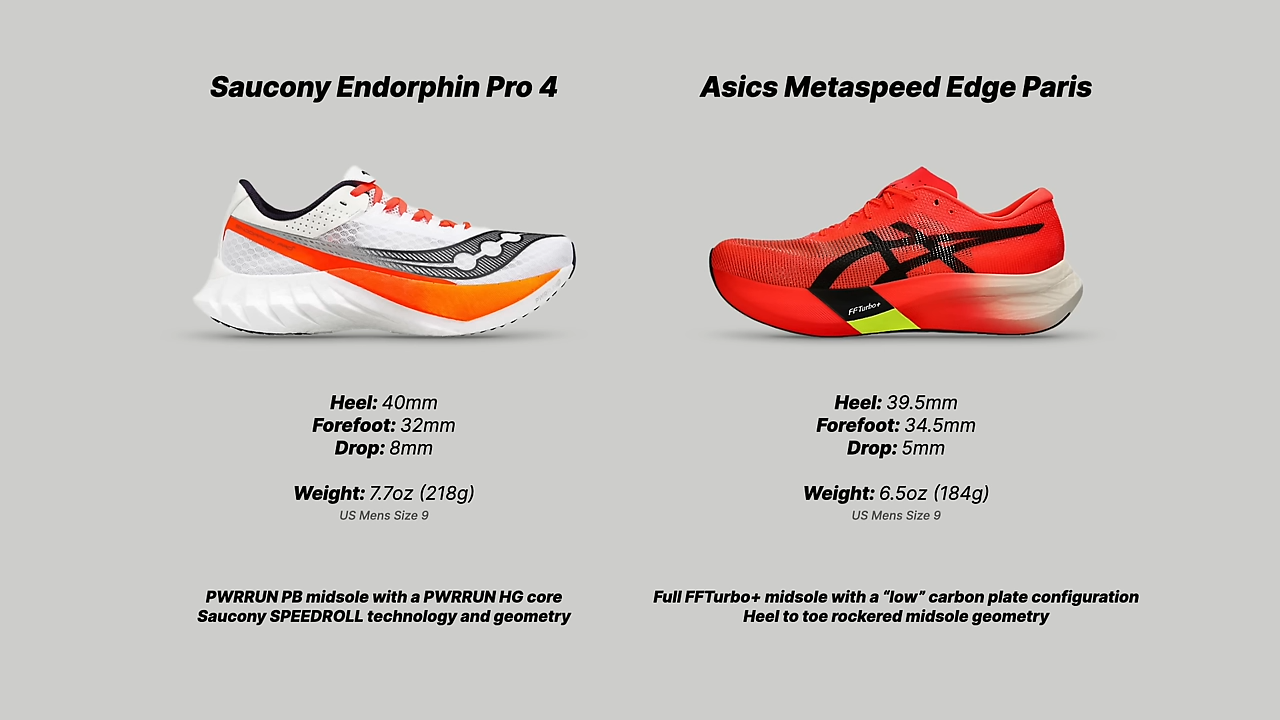 Saucony Endorphin Pro 4
Heel: 40mm
Forefoot: 32mm
Drop: 8mm
Weight: 7.7oz (218g)
US Mens Size 9
PWRRUN PB midsole with a PWRRUN HG core
Saucony SPEEDROLL technology and geometry
Asics Metaspeed Edge Paris
FFTurbo+
Heel: 39.5mm
Forefoot: 34.5mm
Drop: 5mm
Weight: 6.5oz (184g)
US Mens Size 9
Full FFTurbo+ midsole with a “low” carbon plate configuration
Heel to toe rockered midsole geometry